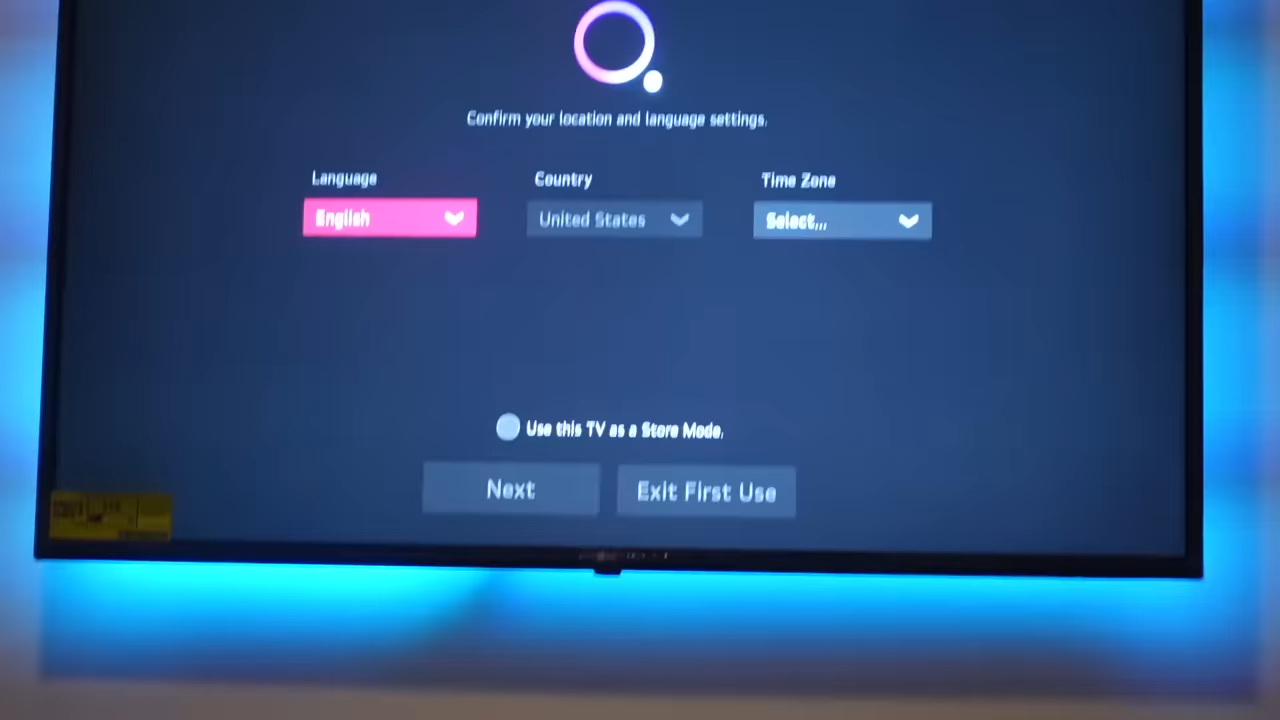 Confirm your location and language settings.
Language
Country
Time Zone
English
United States
Select...
Use this TV as a Store Mode.
Next
Exit First Use